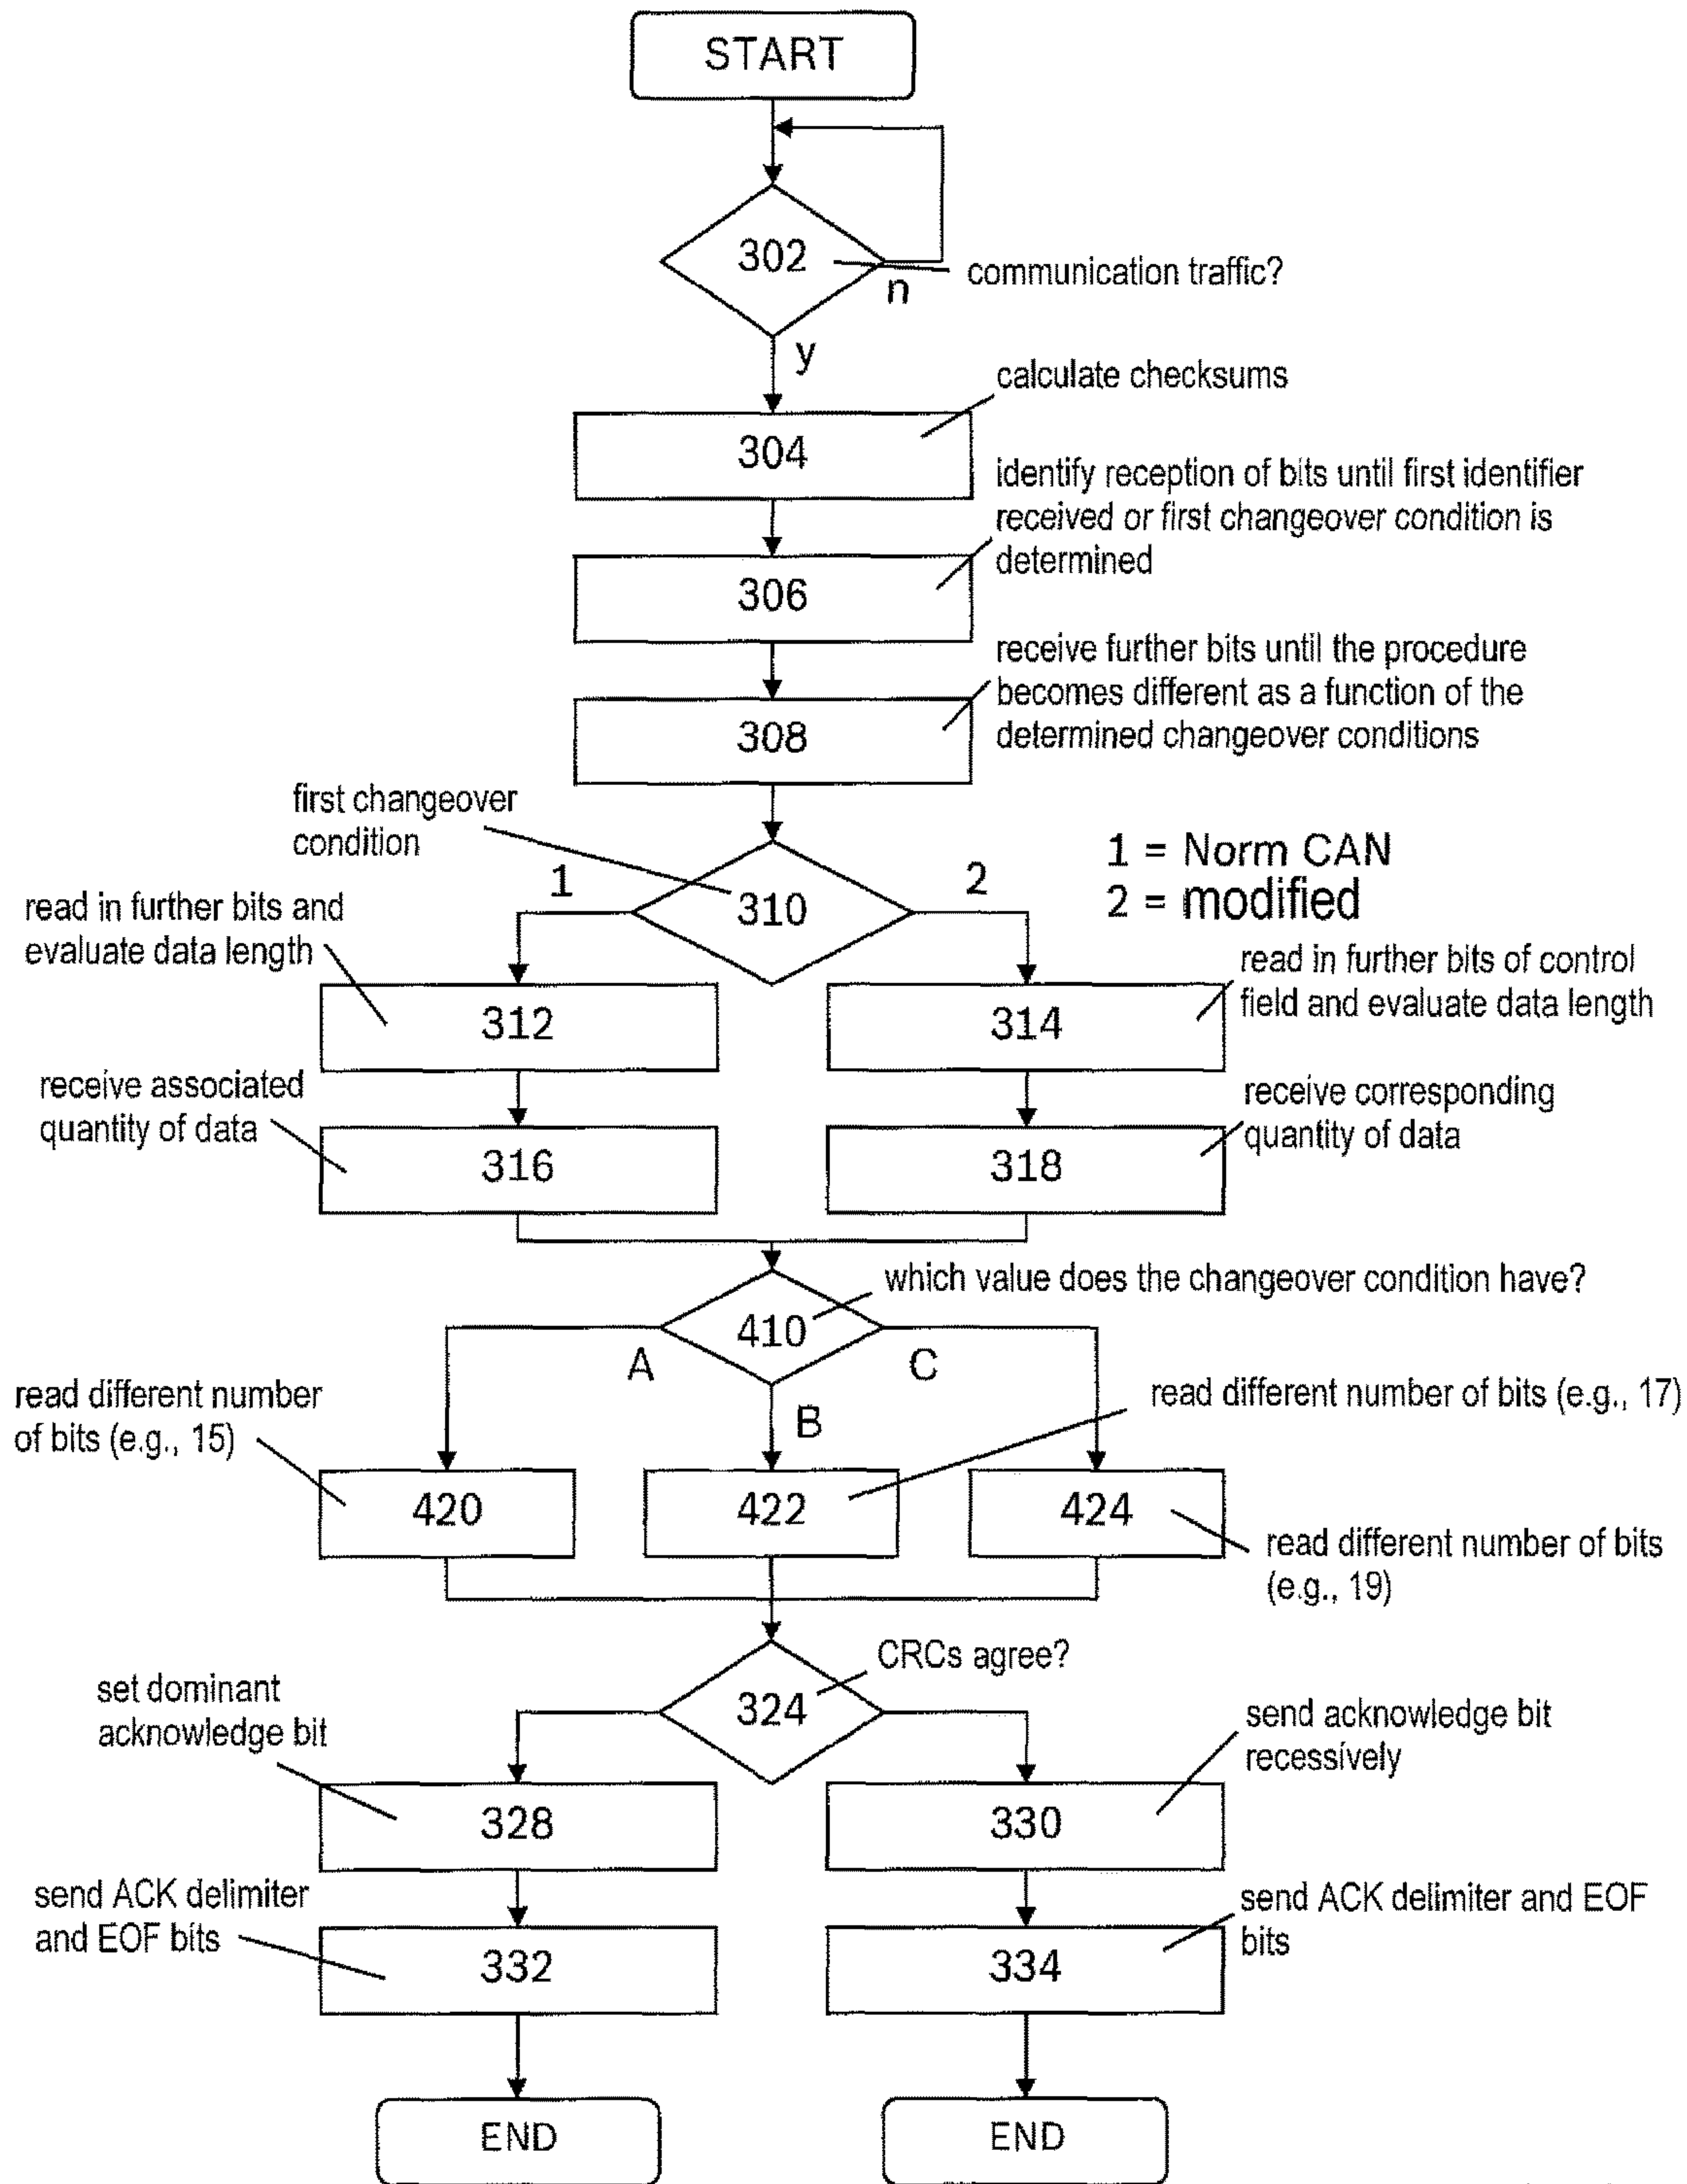 START
302
communication traffic?
n
y
calculate checksums
304
identify reception of bits until first identifier
received or first changeover condition is
determined
306
receive further bits until the procedure
becomes different as a function of the
determined changeover conditions
308
first changeover
condition
1 = Norm CAN
2 = modified
1
2
310
read in further bits and
evaluate data length
read in further bits of control
field and evaluate data length
312
314
receive associated
quantity of data
receive corresponding
quantity of data
316
318
which value does the changeover condition have?
410
A
B
C
read different number
of bits (e.g., 15)
read different number of bits (e.g., 17)
420
422
424
read different number of bits
(e.g., 19)
CRCs agree?
324
set dominant
acknowledge bit
send acknowledge bit
recessively
328
330
send ACK delimiter
and EOF bits
send ACK delimiter and EOF
bits
332
334
END
END